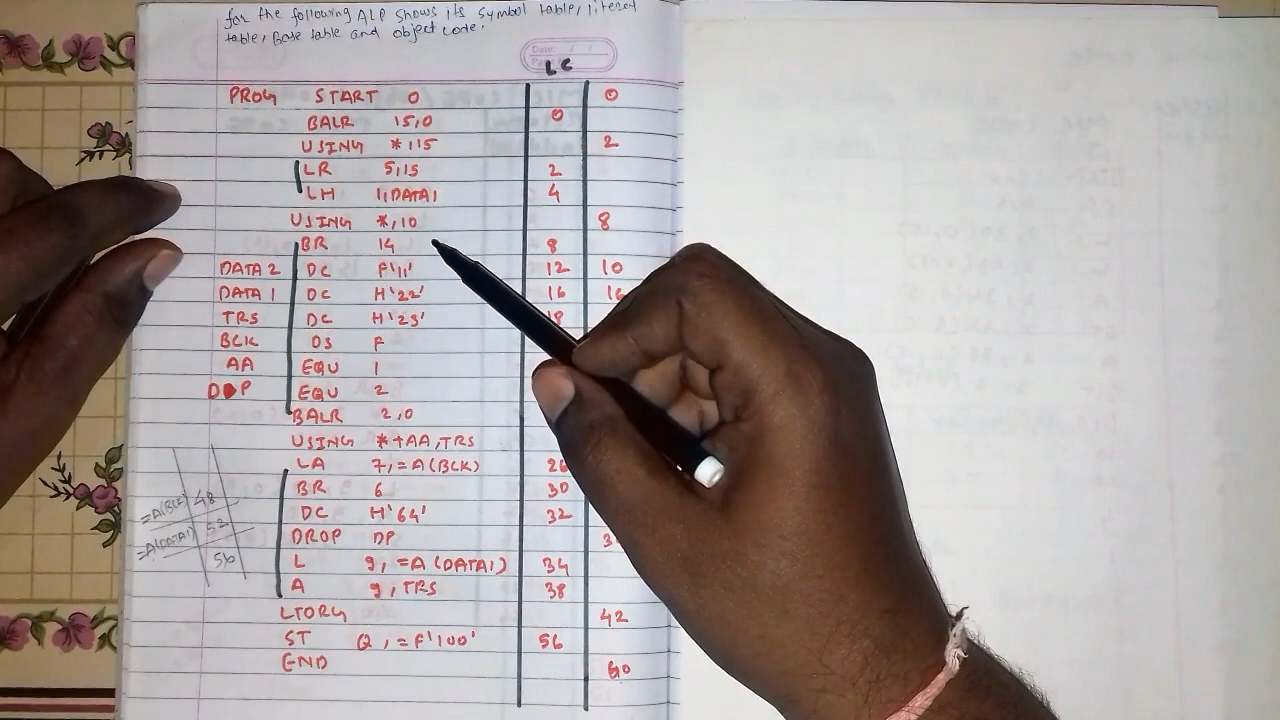 for the following ALP shows its symbol table, literal
table, Base table and object code.
Date: / /
LC
PROG START 0 0
BALR 15,0 0
USING *,15 2
LR 5,15 2
LH 1,DATA1 4
USING *,10 8
BR 14 8
DATA2 DC F'11' 12 10
DATA1 DC H'22' 16 16
TRS DC H'23' 18
BCK DS F
AA EQU 1
DP EQU 2
BALR 2,0
USING *+AA,TRS
LA 7,=A(BCK) 26
BR 6 30
DC H'64' 32
DROP DP
L 9,=A(DATA1) 34
A 9,TRS 38
LTORG 42
ST Q,=F'100' 56
END 60
=A(BCK) 48
=A(DATA1) 52
56